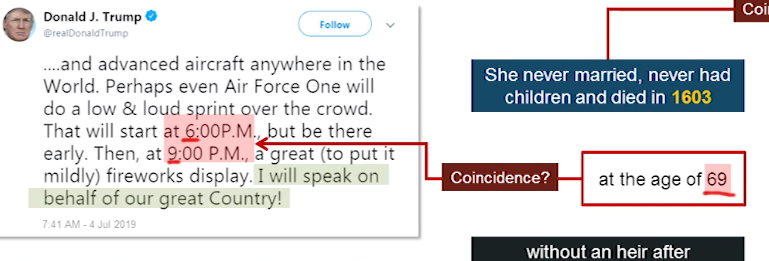 Donald J. Trump
@realDonaldTrump
Follow
....and advanced aircraft anywhere in the
World. Perhaps even Air Force One will
do a low & loud sprint over the crowd.
That will start at 6:00P.M., but be there
early. Then, at 9:00 P.M., a great (to put it
mildly) fireworks display. I will speak on
behalf of our great Country!
7:41 AM - 4 Jul 2019
She never married, never had
children and died in 1603
Coincidence?
at the age of 69
without an heir after